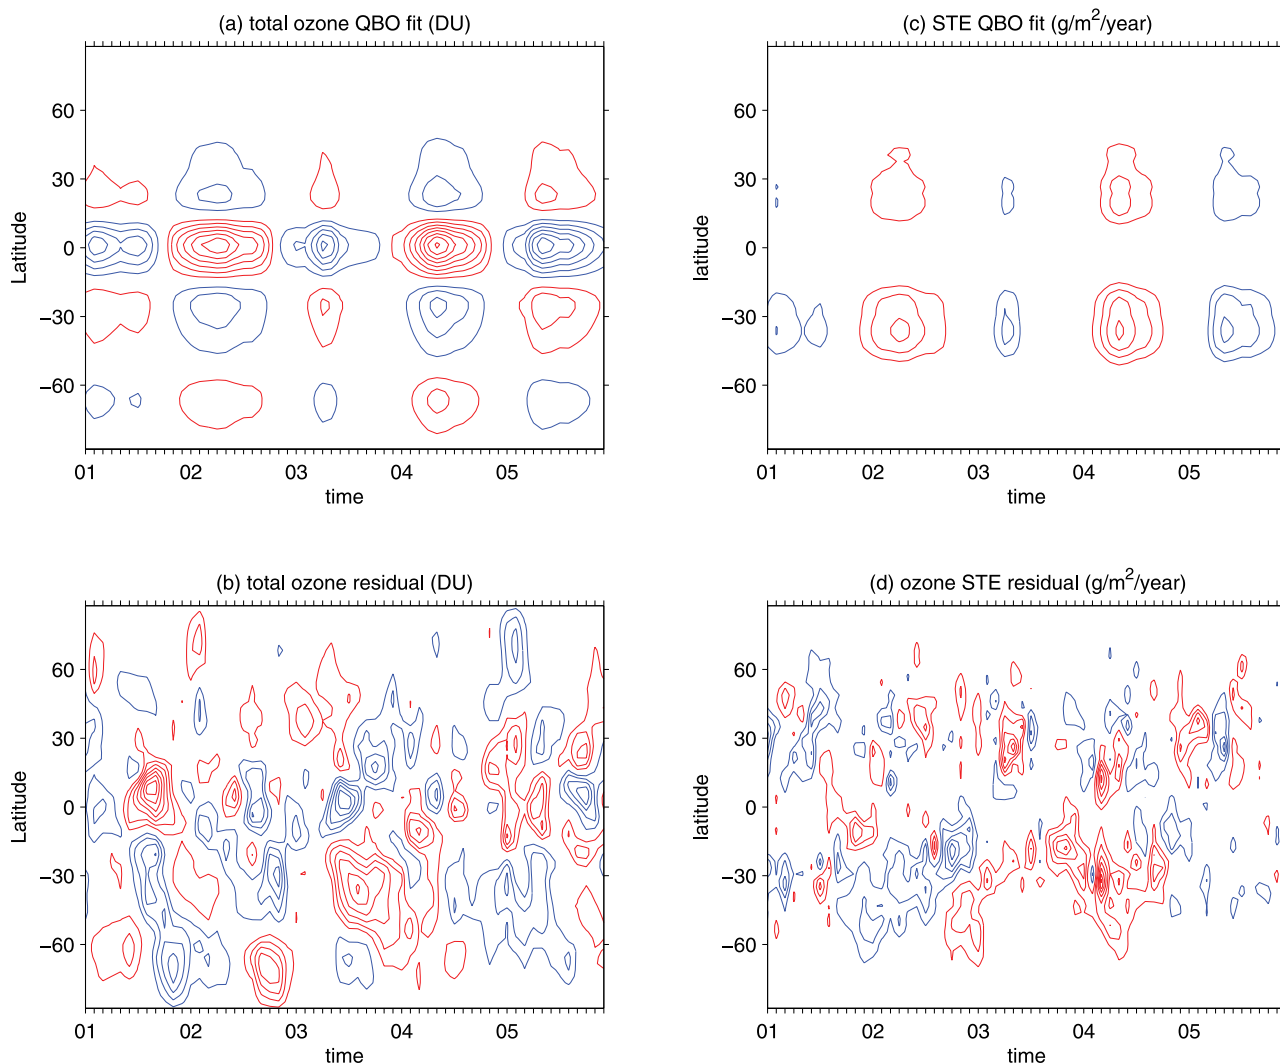 (a) total ozone QBO fit (DU)
Latitude
60
30
0
−30
−60
01 02 03 04 05
time
(c) STE QBO fit (g/m²/year)
latitude
60
30
0
−30
−60
01 02 03 04 05
time
(b) total ozone residual (DU)
Latitude
60
30
0
−30
−60
01 02 03 04 05
time
(d) ozone STE residual (g/m²/year)
latitude
60
30
0
−30
−60
01 02 03 04 05
time